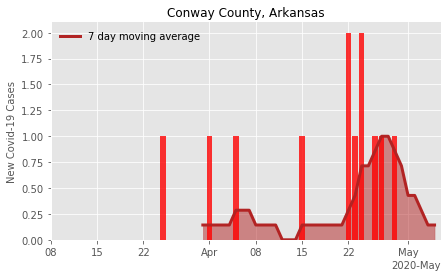 Conway County, Arkansas
7 day moving average
New Covid-19 Cases
2.00
1.75
1.50
1.25
1.00
0.75
0.50
0.25
0.00
08 15 22 Apr 08 15 22 May
2020-May